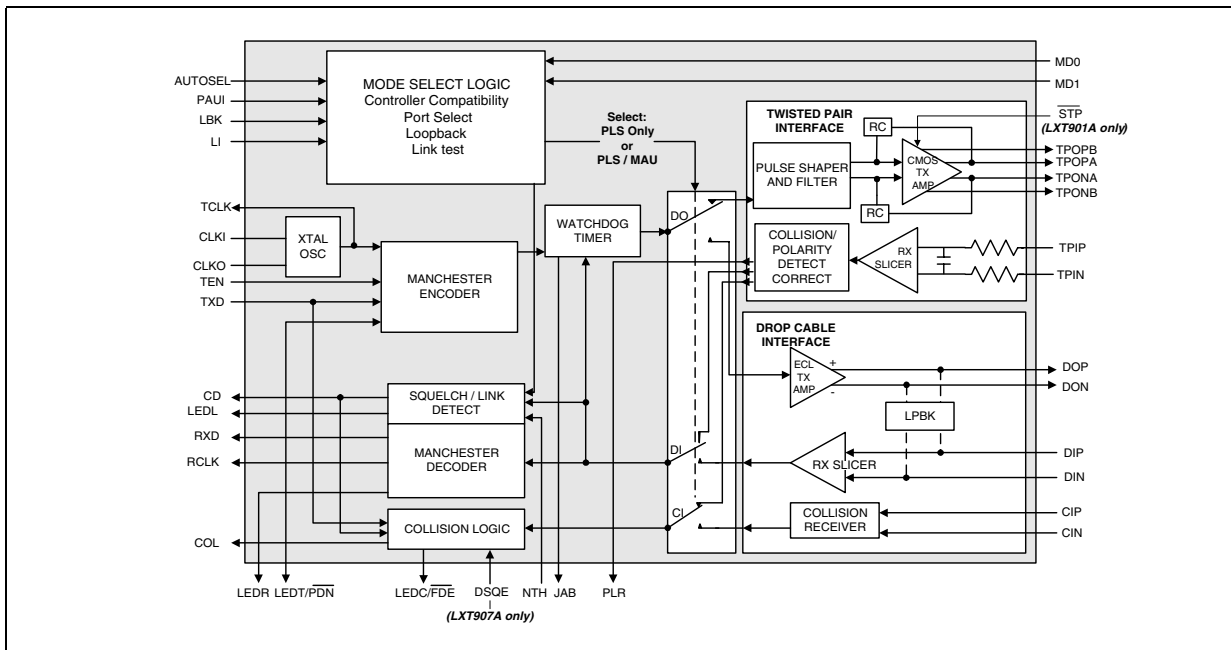 AUTOSEL
PAUI
LBK
LI
MODE SELECT LOGIC
Controller Compatibility
Port Select
Loopback
Link test
MD0
MD1
STP
(LXT901A only)
Select:
PLS Only
or
PLS / MAU
TWISTED PAIR
INTERFACE
RC
PULSE SHAPER
AND FILTER
CMOS
TX
AMP
RC
TPOPB
TPOPA
TPONA
TPONB
TCLK
CLKI
CLKO
TEN
TXD
XTAL
OSC
MANCHESTER
ENCODER
WATCHDOG
TIMER
DO
COLLISION/
POLARITY
DETECT
CORRECT
RX
SLICER
TPIP
TPIN
DROP CABLE
INTERFACE
ECL
TX
AMP
+
-
DOP
DON
LPBK
CD
LEDL
RXD
RCLK
SQUELCH / LINK
DETECT
MANCHESTER
DECODER
DI
RX SLICER
DIP
DIN
COL
COLLISION LOGIC
CI
COLLISION
RECEIVER
CIP
CIN
LEDR
LEDT/PDN
LEDC/FDE
DSQE
(LXT907A only)
NTH
JAB
PLR